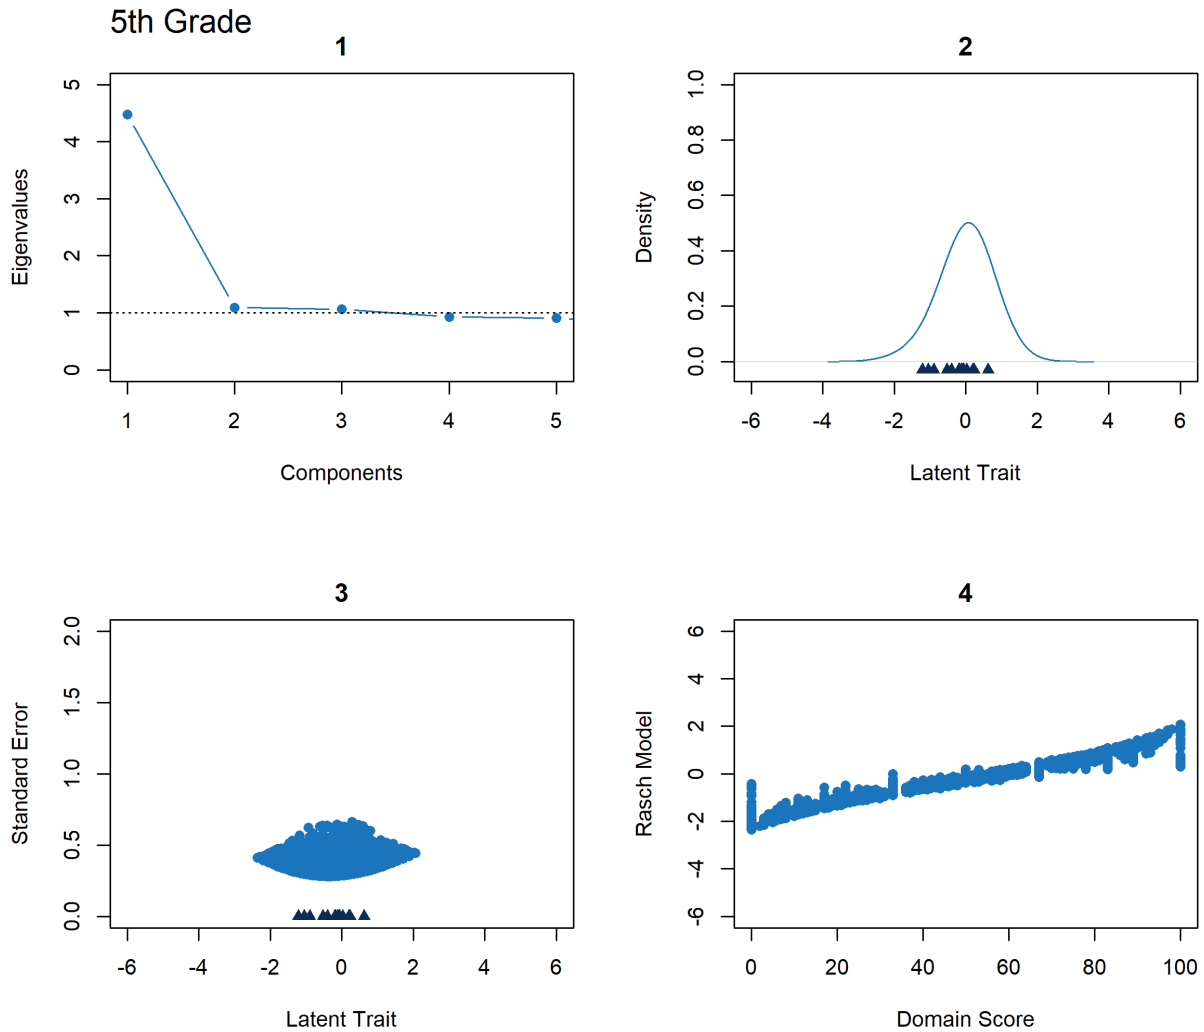 5th Grade
1
Eigenvalues
5
4
3
2
1
0
1 2 3 4 5
Components
2
Density
1.0
0.8
0.6
0.4
0.2
0.0
-6 -4 -2 0 2 4 6
Latent Trait
3
Standard Error
2.0
1.5
1.0
0.5
0.0
-6 -4 -2 0 2 4 6
Latent Trait
4
Rasch Model
6
4
2
0
-2
-4
-6
0 20 40 60 80 100
Domain Score